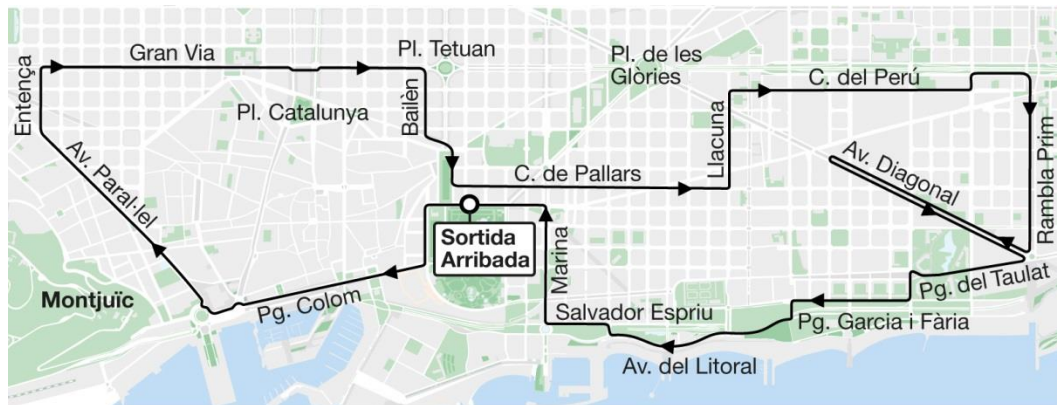 Gran Via
Pl. Tetuan
Pl. de les
Glòries
C. del Perú
Entença
Pl. Catalunya
Bailèn
Llacuna
Rambla Prim
Av. Paral·lel
C. de Pallars
Av. Diagonal
Sortida
Arribada
Marina
Montjuïc
Pg. Colom
Salvador Espriu
Pg. del Taulat
Pg. Garcia i Fària
Av. del Litoral